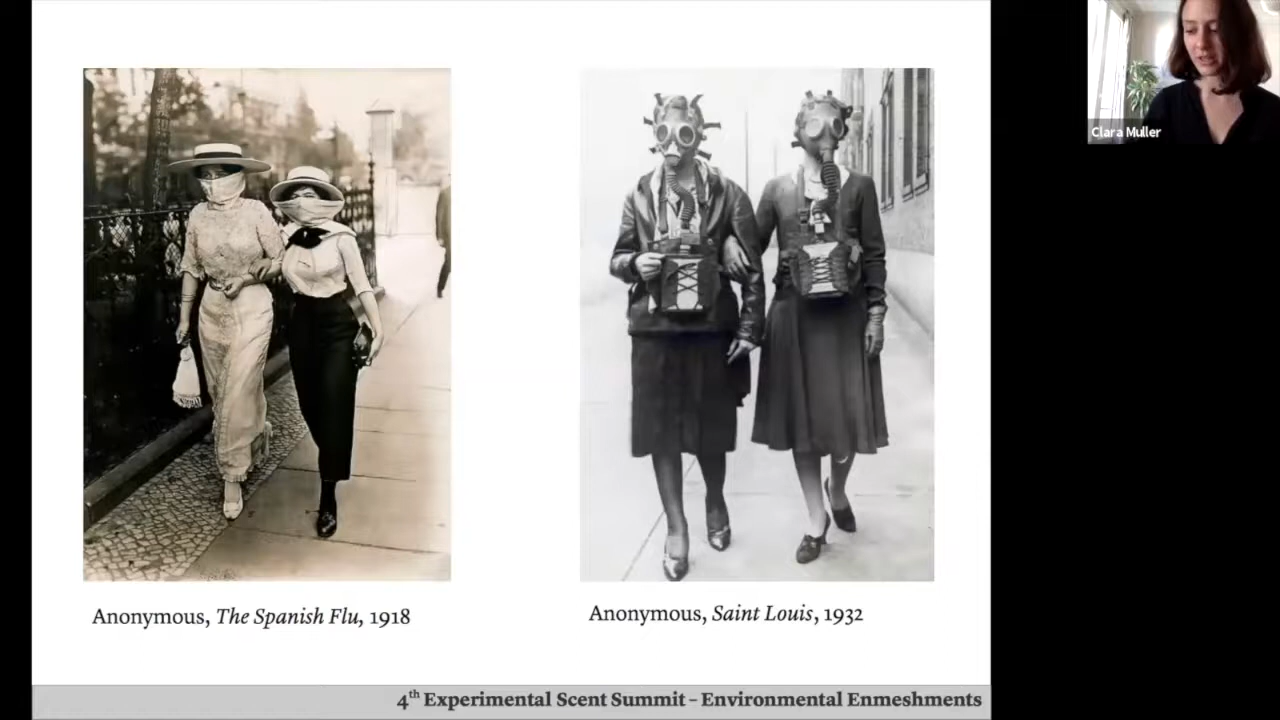 Clara Muller
Anonymous, The Spanish Flu, 1918
Anonymous, Saint Louis, 1932
4th Experimental Scent Summit – Environmental Enmeshments